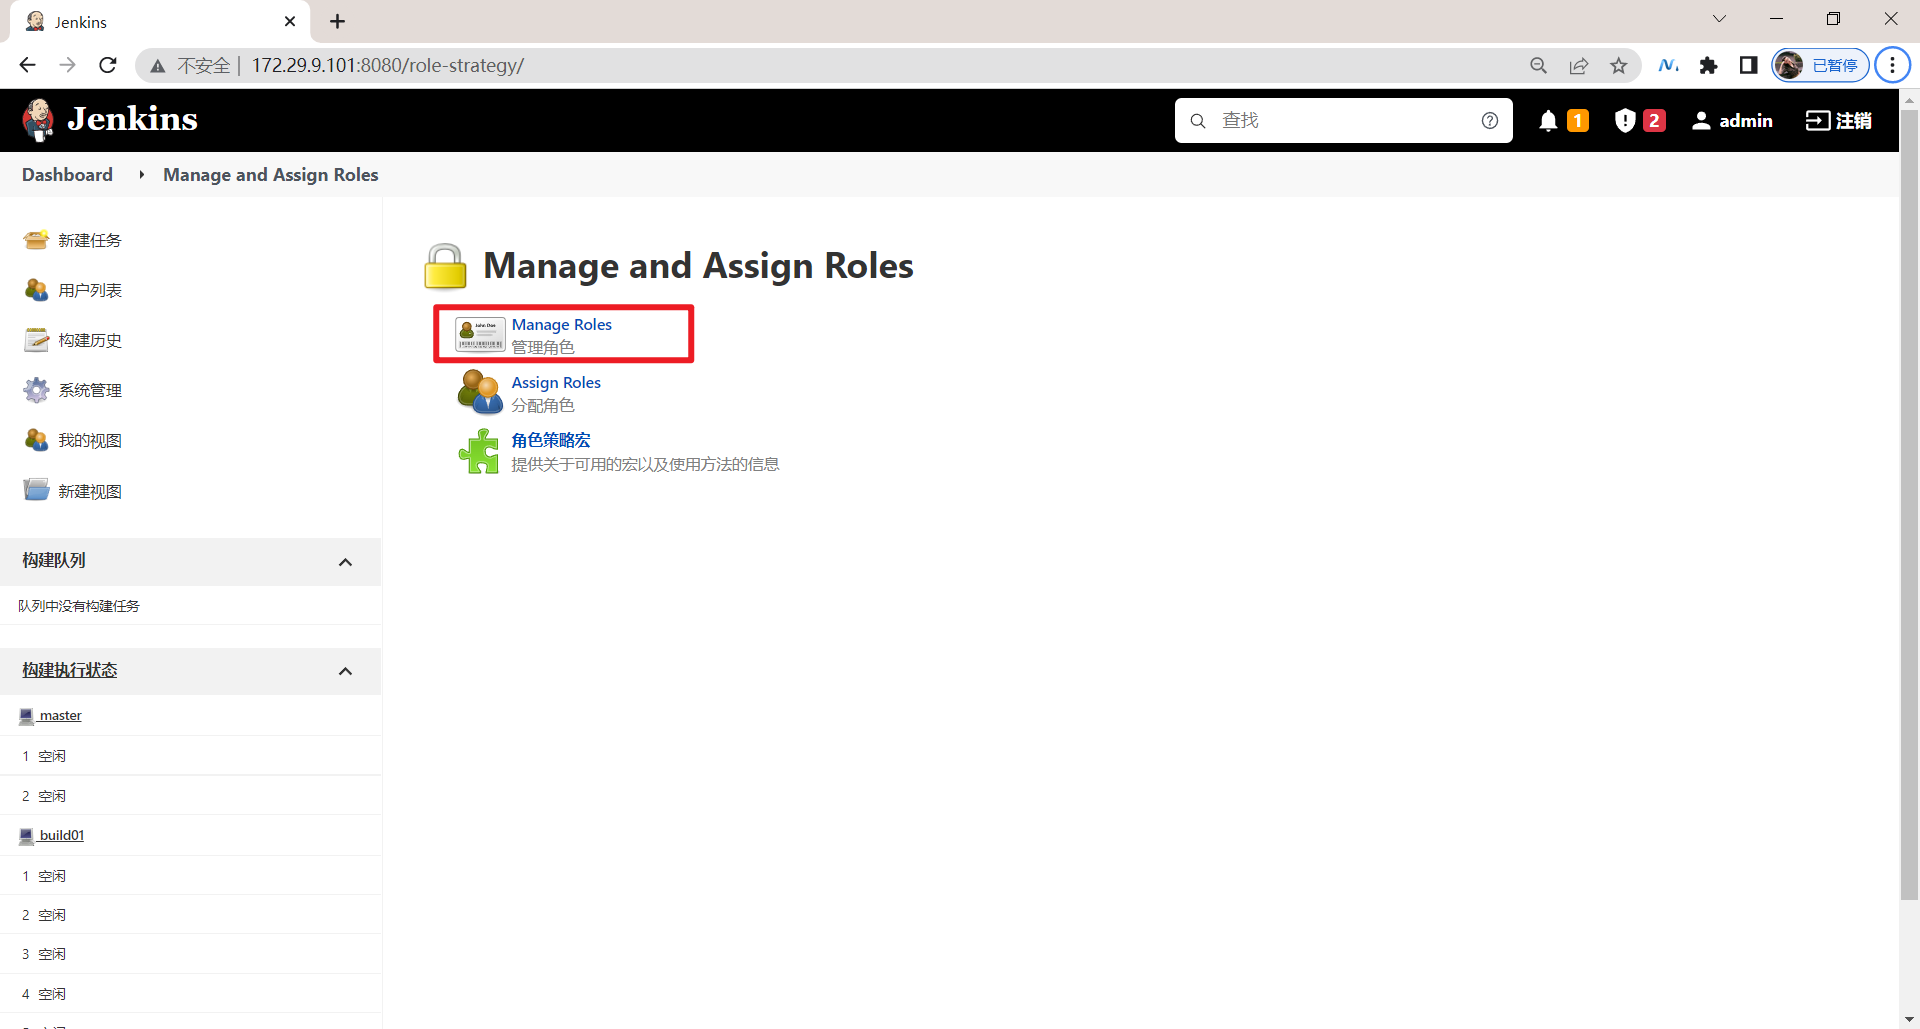 Jenkins
不安全 | 172.29.9.101:8080/role-strategy/
已暂停
Jenkins
查找
1
2
admin
注销
Dashboard
Manage and Assign Roles
新建任务
用户列表
构建历史
系统管理
我的视图
新建视图
构建队列
队列中没有构建任务
构建执行状态
master
1 空闲
2 空闲
build01
1 空闲
2 空闲
3 空闲
4 空闲
Manage and Assign Roles
John Doe
Manage Roles
管理角色
Assign Roles
分配角色
角色策略宏
提供关于可用的宏以及使用方法的信息